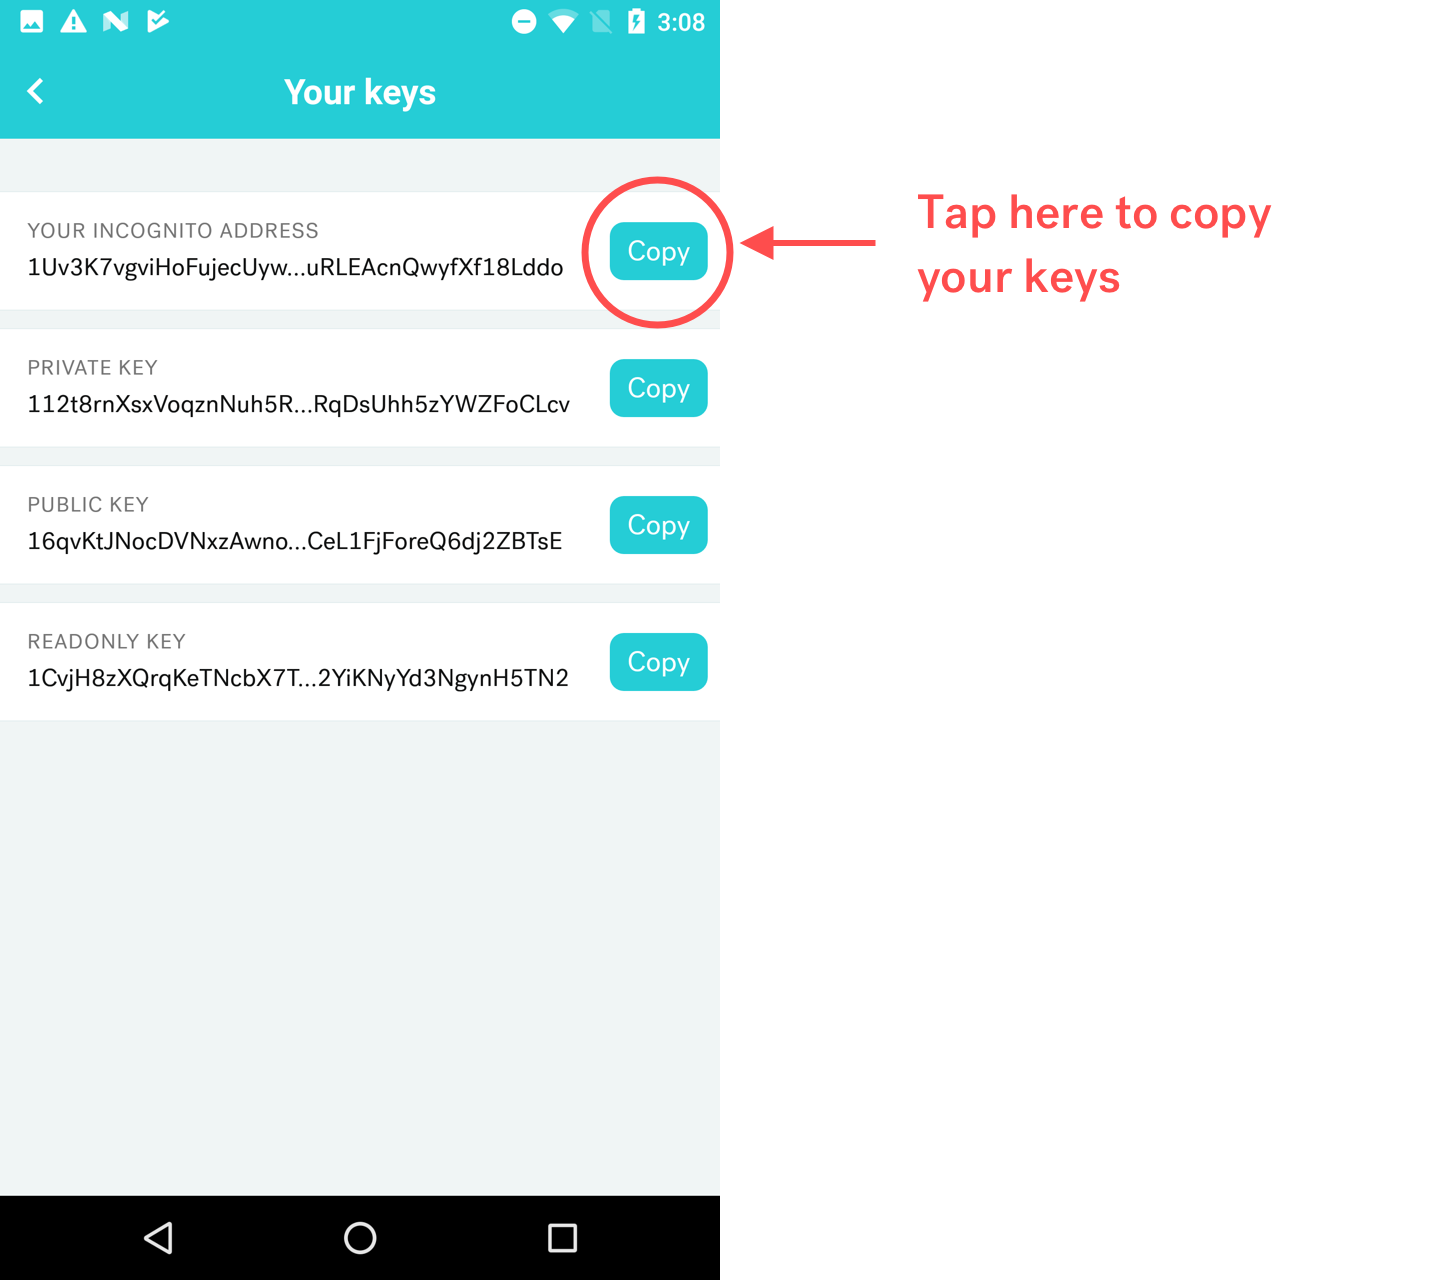 3:08
Your keys
YOUR INCOGNITO ADDRESS
1Uv3K7vgviHoFujecUyw...uRLEAcnQwyfXf18Lddo
Copy
Tap here to copy
your keys
PRIVATE KEY
112t8rnXsxVoqznNuh5R...RqDsUhh5zYWZFoCLcv
Copy
PUBLIC KEY
16qvKtJNocDVNxzAwno...CeL1FjForeQ6dj2ZBTsE
Copy
READONLY KEY
1CvjH8zXQrqKeTNcbX7T...2YiKNyYd3NgynH5TN2
Copy